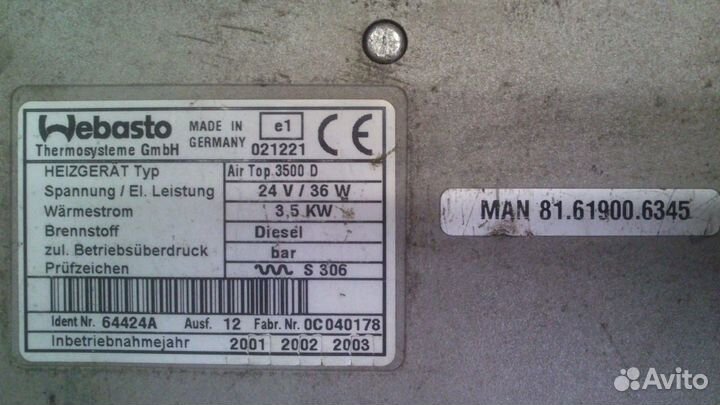 Webasto
Thermosysteme GmbH
MADE IN
GERMANY
e1
021221
CE
HEIZGERÄT Typ Air Top 3500 D
Spannung / El. Leistung 24 V / 36 W
Wärmestrom 3,5 KW
Brennstoff Diesel
zul. Betriebsüberdruck bar
Prüfzeichen S 306
Ident Nr. 64424A Ausf. 12 Fabr. Nr. 0C040178
Inbetriebnahmejahr 2001 2002 2003
MAN 81.61900.6345
Avito